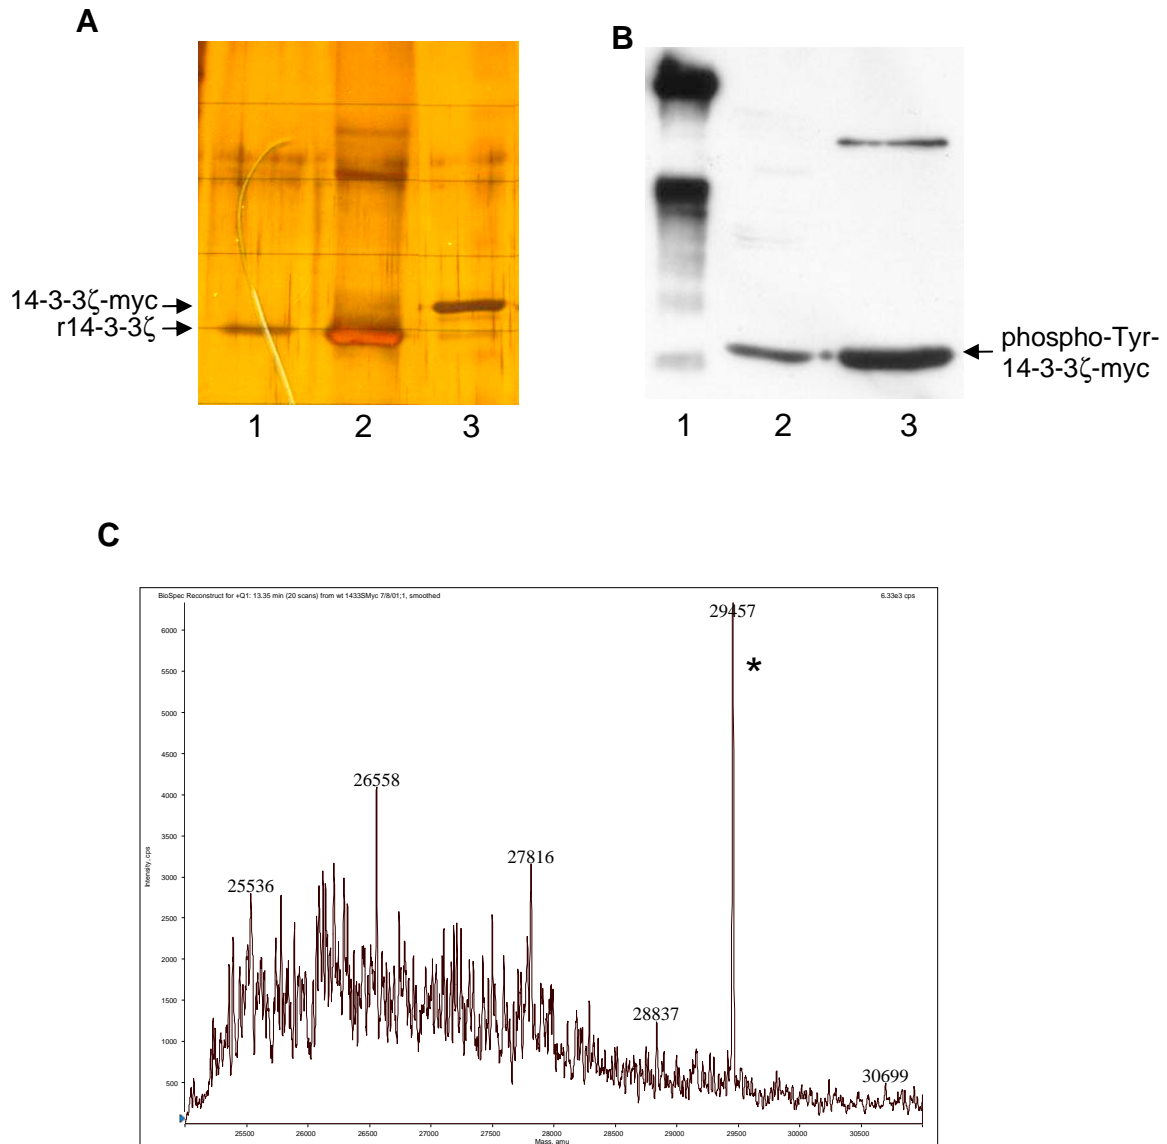 A
B
14-3-3ζ-myc
r14-3-3ζ
1 2 3
phospho-Tyr-
14-3-3ζ-myc
1 2 3
C
BioSpec Reconstruct for +Q1: 13.35 min (20 scans) from wt 1433SMyc 7/8/01;1, smoothed
6.33e3 cps
29457
*
26558
27816
25536
28837
30699
Intensity, cps
6000
5500
5000
4500
4000
3500
3000
2500
2000
1500
1000
500
25500 26000 26500 27000 27500 28000 28500 29000 29500 30000 30500
Mass, amu